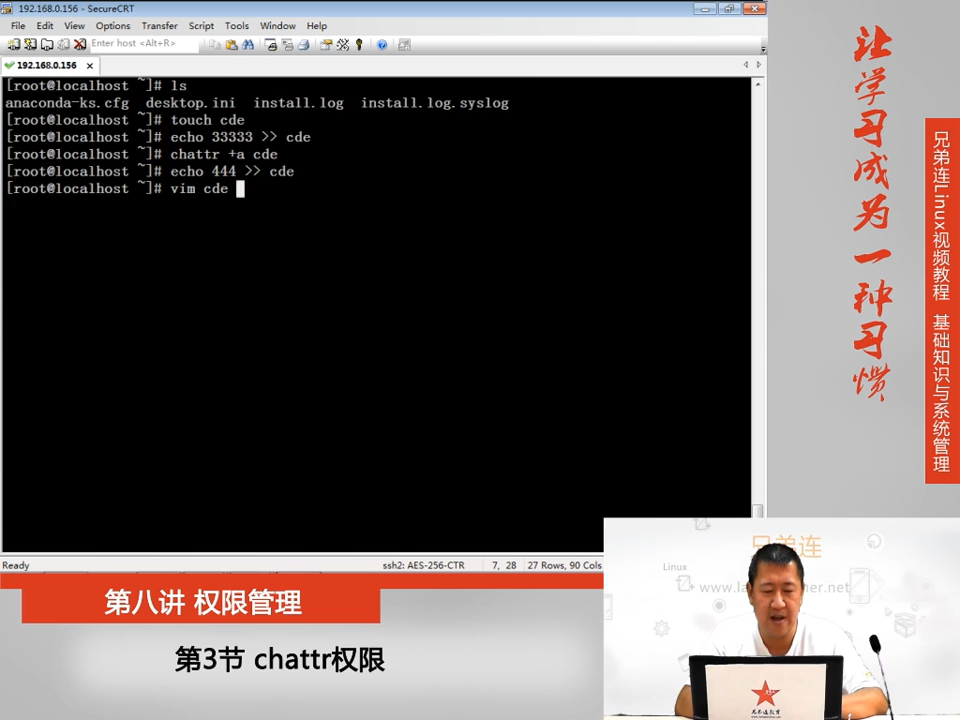 192.168.0.156 - SecureCRT
File Edit View Options Transfer Script Tools Window Help
Enter host <Alt+R>
192.168.0.156
[root@localhost ~]# ls
anaconda-ks.cfg desktop.ini install.log install.log.syslog
[root@localhost ~]# touch cde
[root@localhost ~]# echo 33333 >> cde
[root@localhost ~]# chattr +a cde
[root@localhost ~]# echo 444 >> cde
[root@localhost ~]# vim cde
Ready ssh2: AES-256-CTR 7, 28 27 Rows, 90 Cols
让学习成为一种习惯
兄弟连Linux视频教程 基础知识与系统管理
第八讲 权限管理
第3节 chattr权限
兄弟连
Linux